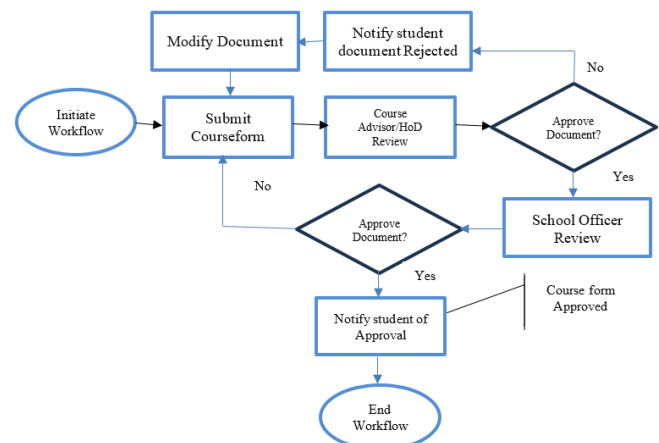 Modify Document
Notify student
document Rejected
No
Initiate
Workflow
Submit
Courseform
Course
Advisor/HoD
Review
Approve
Document?
Yes
No
Approve
Document?
School Officer
Review
Yes
Notify student of
Approval
Course form
Approved
End
Workflow